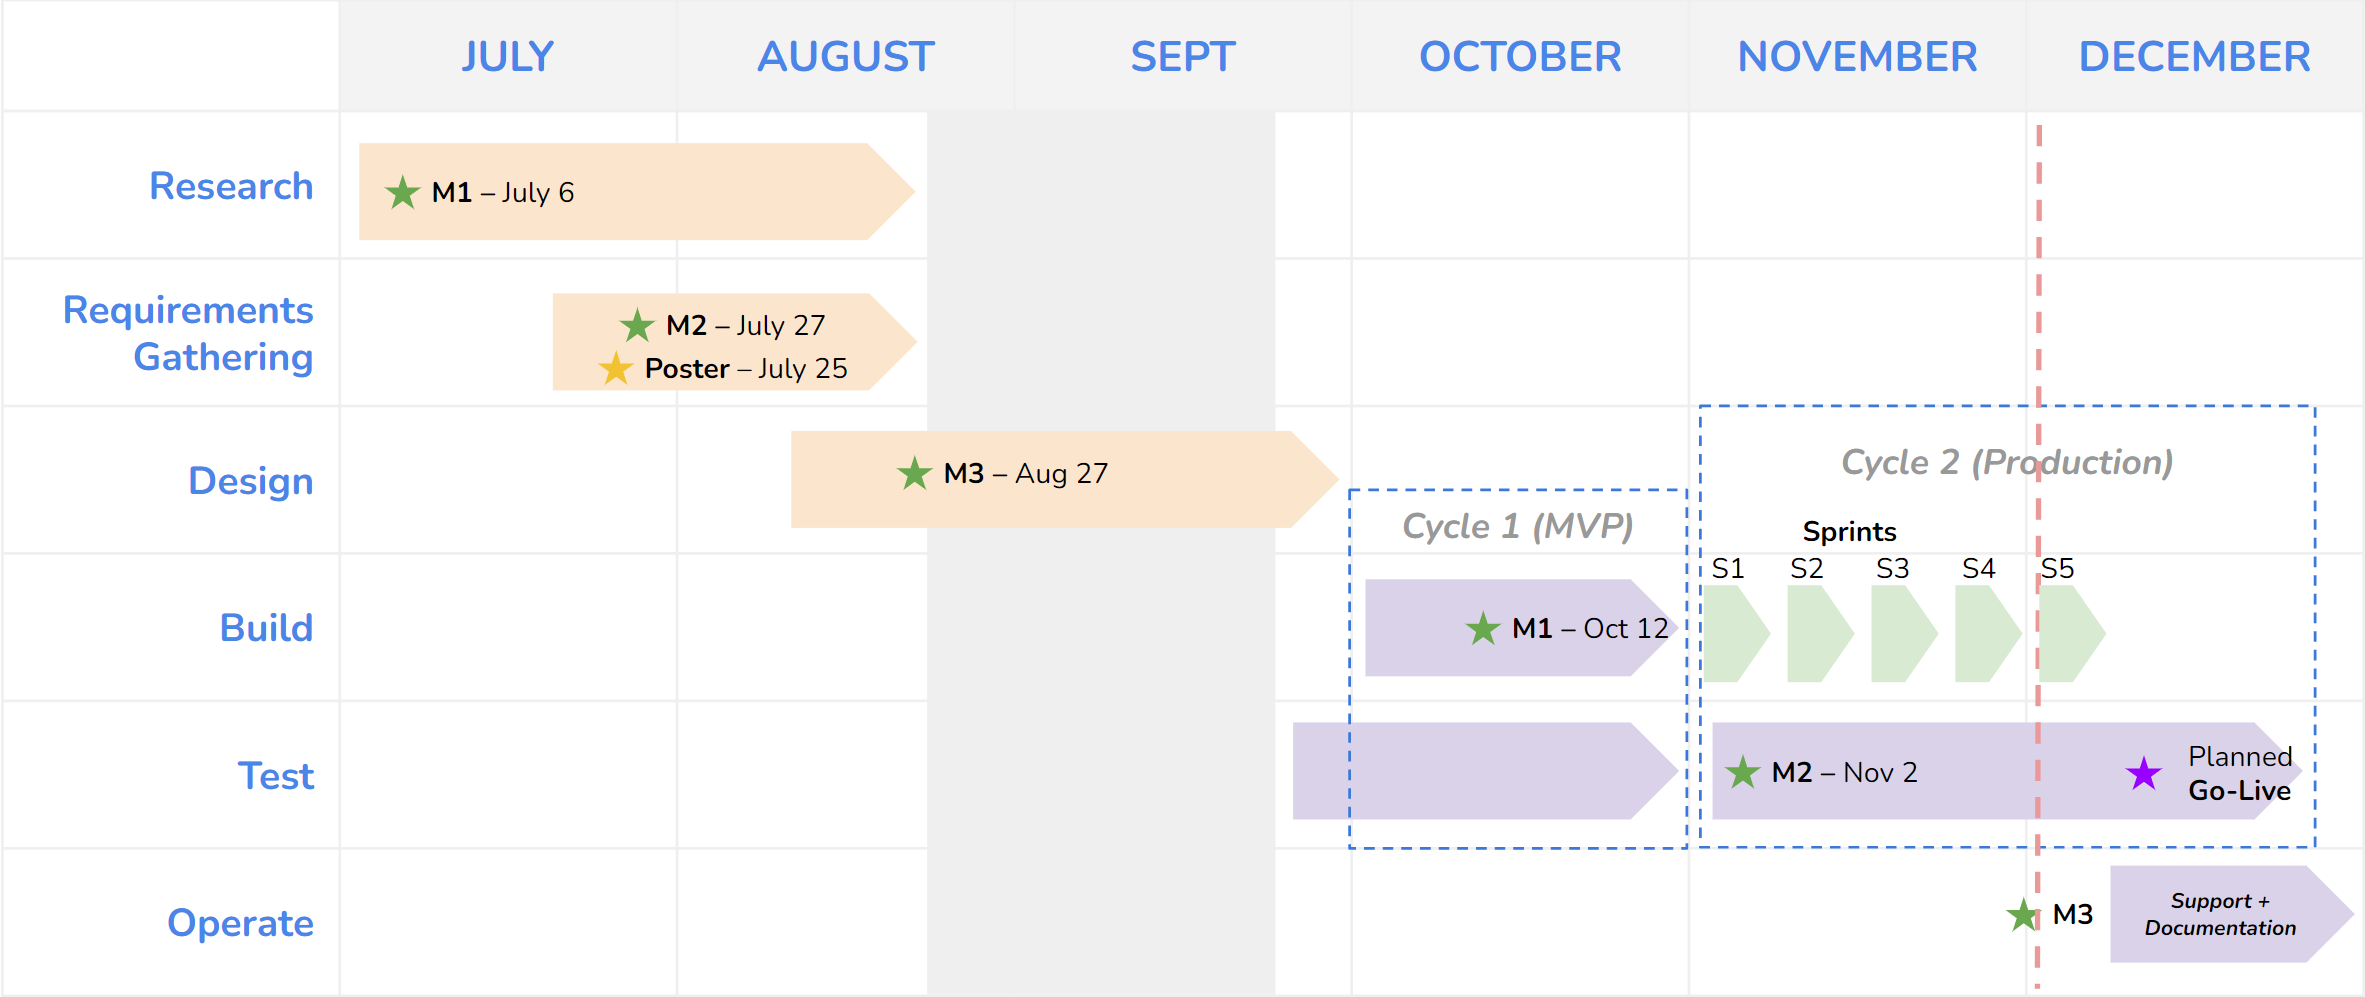 JULY AUGUST SEPT OCTOBER NOVEMBER DECEMBER
Research
M1 – July 6
Requirements
Gathering
M2 – July 27
Poster – July 25
Design
M3 – Aug 27
Cycle 1 (MVP)
Cycle 2 (Production)
Sprints
S1 S2 S3 S4 S5
Build
M1 – Oct 12
Test
M2 – Nov 2
Planned
Go-Live
Operate
M3
Support +
Documentation